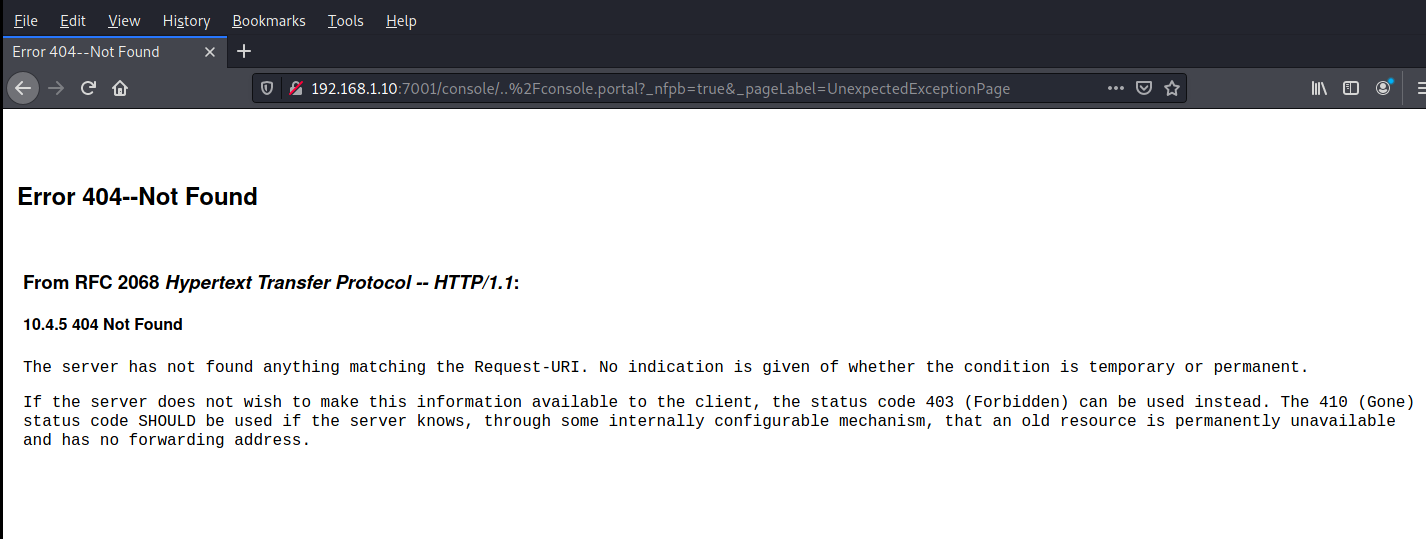 File Edit View History Bookmarks Tools Help
Error 404--Not Found
192.168.1.10:7001/console/..%2Fconsole.portal?_nfpb=true&_pageLabel=UnexpectedExceptionPage
Error 404--Not Found
From RFC 2068 Hypertext Transfer Protocol -- HTTP/1.1:
10.4.5 404 Not Found
The server has not found anything matching the Request-URI. No indication is given of whether the condition is temporary or permanent.
If the server does not wish to make this information available to the client, the status code 403 (Forbidden) can be used instead. The 410 (Gone)
status code SHOULD be used if the server knows, through some internally configurable mechanism, that an old resource is permanently unavailable
and has no forwarding address.